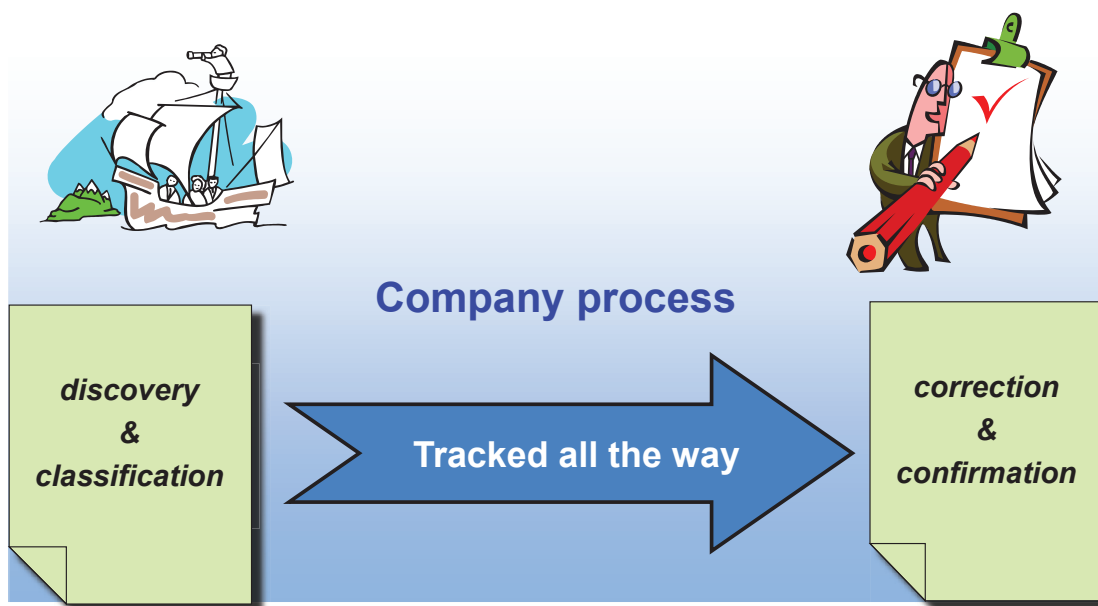 Company process
discovery
&
classification
Tracked all the way
correction
&
confirmation